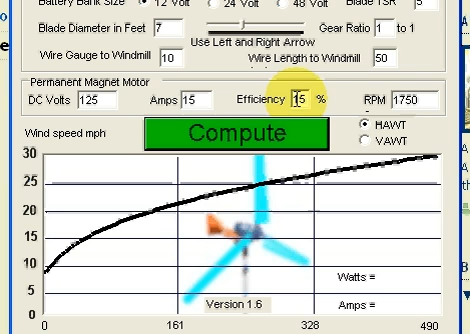 Battery Bank Size 12 Volt 24 Volt 48 Volt Blade TSR 5
Blade Diameter in Feet 7 Gear Ratio 1 to 1
Use Left and Right Arrow
Wire Gauge to Windmill 10 Wire Length to Windmill 50
Permanent Magnet Motor
DC Volts 125 Amps 15 Efficiency 15 % RPM 1750
Wind speed mph Compute HAWT
VAWT
30
25
20
15
10
5
0
Watts =
Amps =
Version 1.6
0 161 328 490